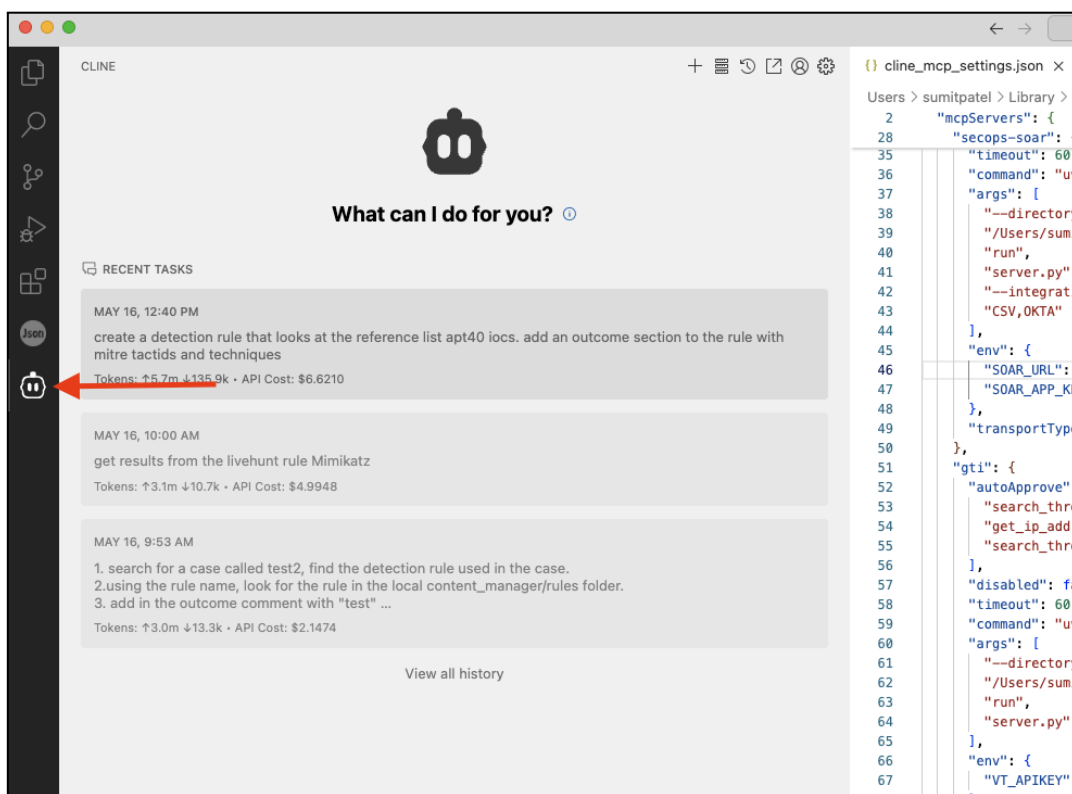 CLINE
What can I do for you?
RECENT TASKS
MAY 16, 12:40 PM
create a detection rule that looks at the reference list apt40 iocs. add an outcome section to the rule with
mitre tactids and techniques
Tokens: ↑5.7m ↓135.9k • API Cost: $6.6210
MAY 16, 10:00 AM
get results from the livehunt rule Mimikatz
Tokens: ↑3.1m ↓10.7k • API Cost: $4.9948
MAY 16, 9:53 AM
1. search for a case called test2, find the detection rule used in the case.
2.using the rule name, look for the rule in the local content_manager/rules folder.
3. add in the outcome comment with "test" ...
Tokens: ↑3.0m ↓13.3k • API Cost: $2.1474
View all history
Json
{} cline_mcp_settings.json ×
Users > sumitpatel > Library >
2 "mcpServers": {
28 "secops-soar":
35 "timeout": 60
36 "command": "u
37 "args": [
38 "--directory
39 "/Users/sumi
40 "run",
41 "server.py"
42 "--integrat
43 "CSV,OKTA"
44 ],
45 "env": {
46 "SOAR_URL":
47 "SOAR_APP_K
48 },
49 "transportType
50 },
51 "gti": {
52 "autoApprove"
53 "search_thre
54 "get_ip_add
55 "search_thre
56 ],
57 "disabled": fa
58 "timeout": 60
59 "command": "u
60 "args": [
61 "--directory
62 "/Users/sum
63 "run",
64 "server.py"
65 ],
66 "env": {
67 "VT_APIKEY"